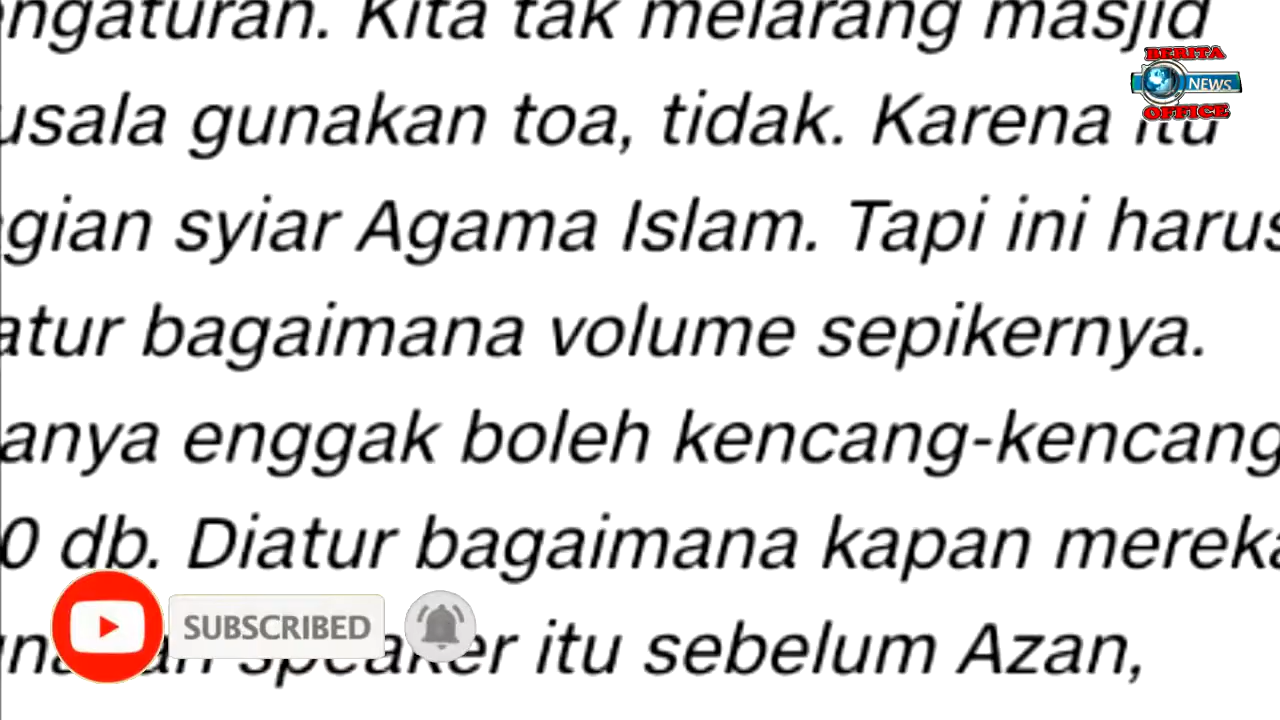 ngaturan. Kita tak melarang masjid
usala gunakan toa, tidak. Karena itu
gian syiar Agama Islam. Tapi ini harus
atur bagaimana volume sepikernya.
anya enggak boleh kencang-kencang
0 db. Diatur bagaimana kapan mereka
speaker itu sebelum Azan,
BERITA
NEWS
OFFICE
SUBSCRIBED